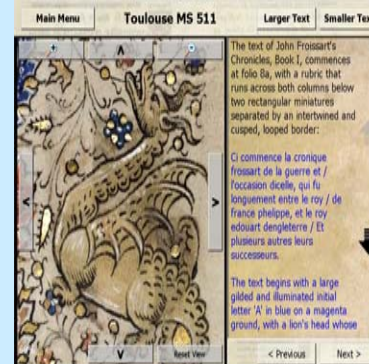 Main Menu
Toulouse MS 511
Larger Text
Smaller Tex
The text of John Froissart's
Chronicles, Book I, commences
at folio 8a, with a rubric that
runs across both columns below
two rectangular miniatures
separated by an intertwined and
cusped, looped border:
Ci commence la cronique
frossart de la guerre et /
l'occasion dicelle, qui fu
longuement entre le roy / de
france phelippe, et le roy
edouart dengleterre / Et
plusieurs autres leurs
successeurs.
The text begins with a large
gilded and illuminated initial
letter 'A' in blue on a magenta
ground, with a lion's head whose
Reset View
< Previous
Next >